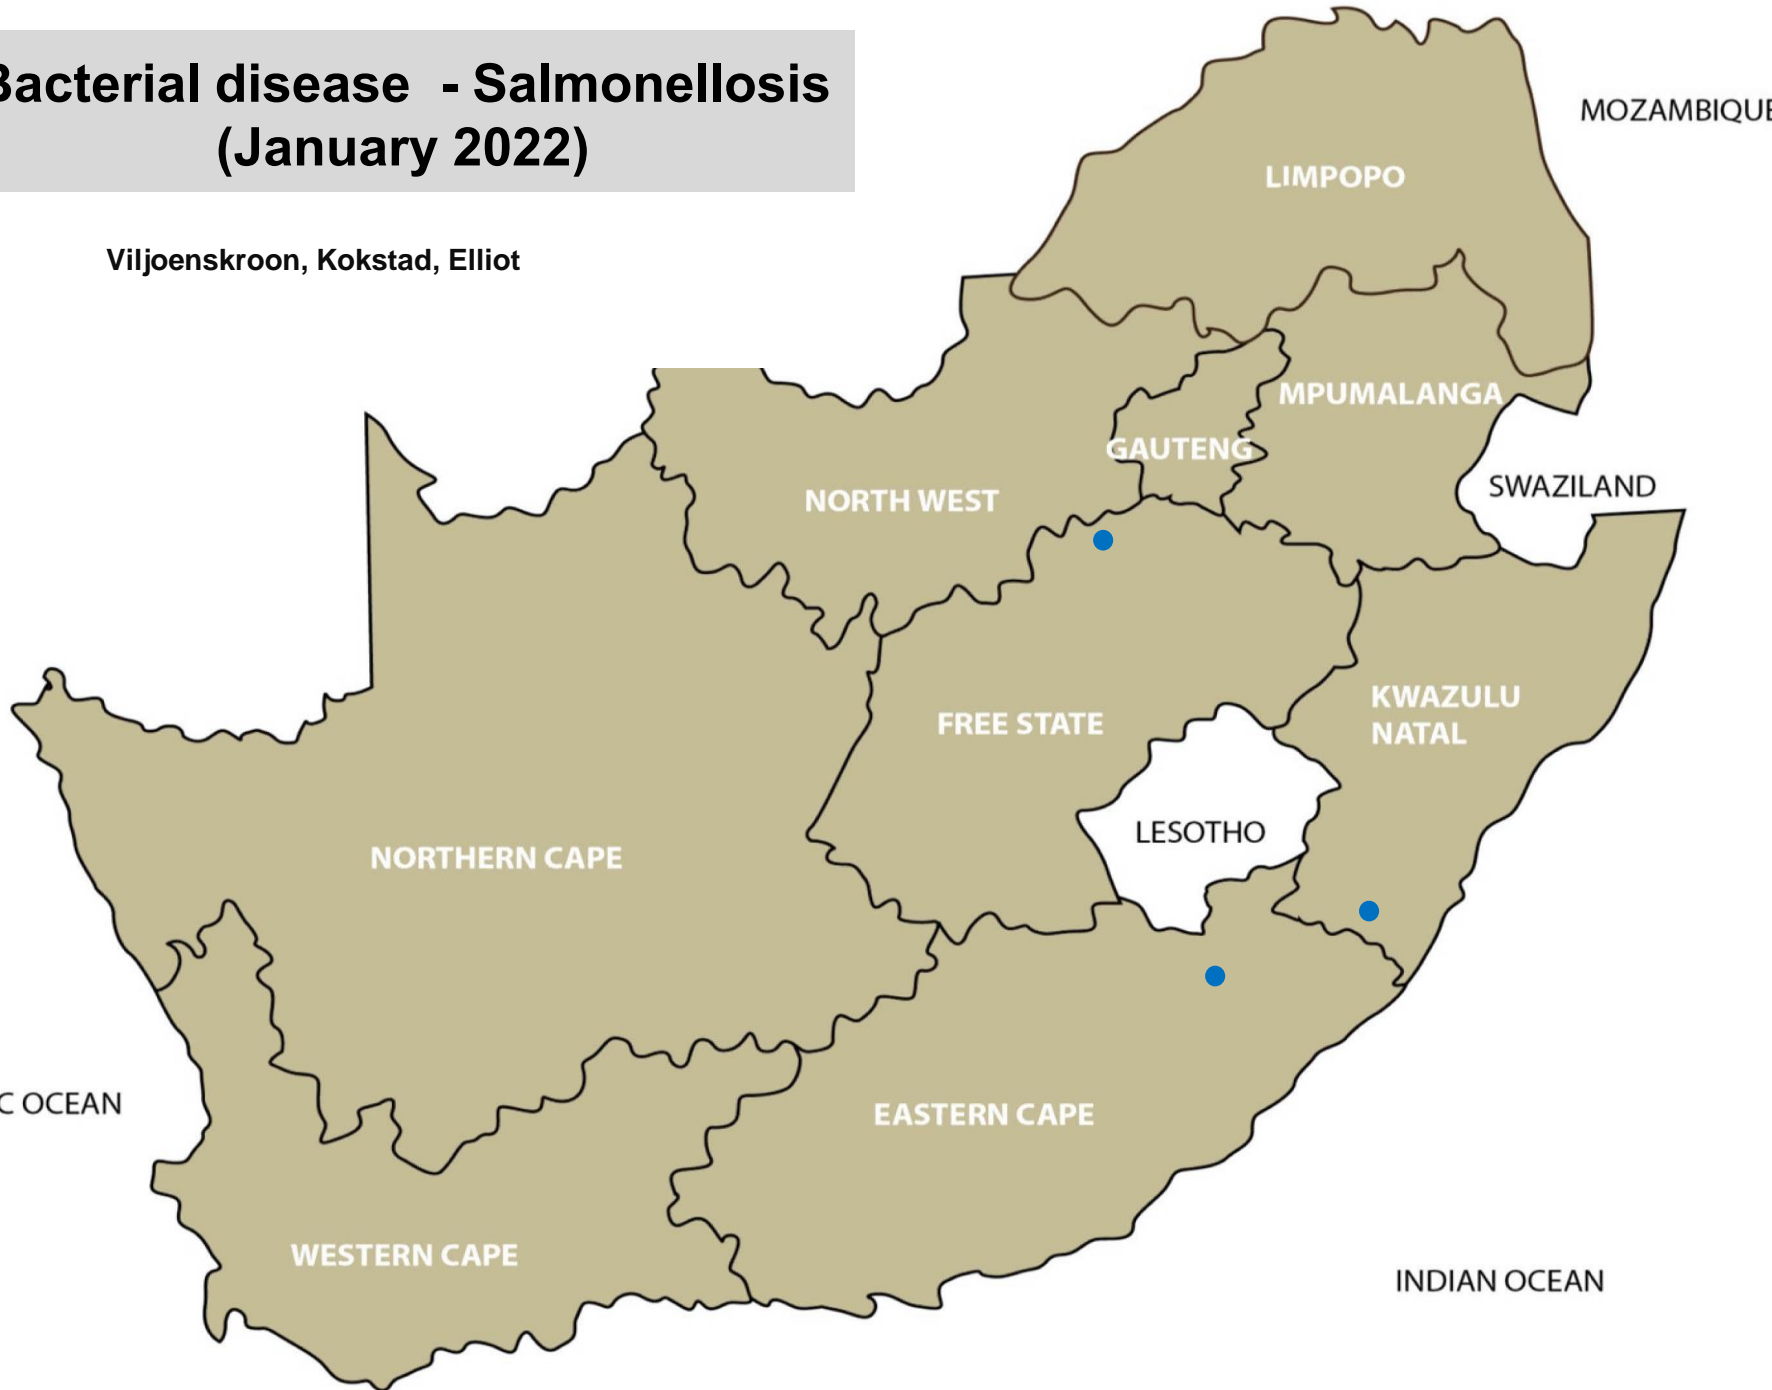 Bacterial disease - Salmonellosis
(January 2022)
MOZAMBIQUE
LIMPOPO
Viljoenskroon, Kokstad, Elliot
MPUMALANGA
GAUTENG
SWAZILAND
NORTH WEST
KWAZULU
NATAL
FREE STATE
LESOTHO
NORTHERN CAPE
C OCEAN
EASTERN CAPE
WESTERN CAPE
INDIAN OCEAN